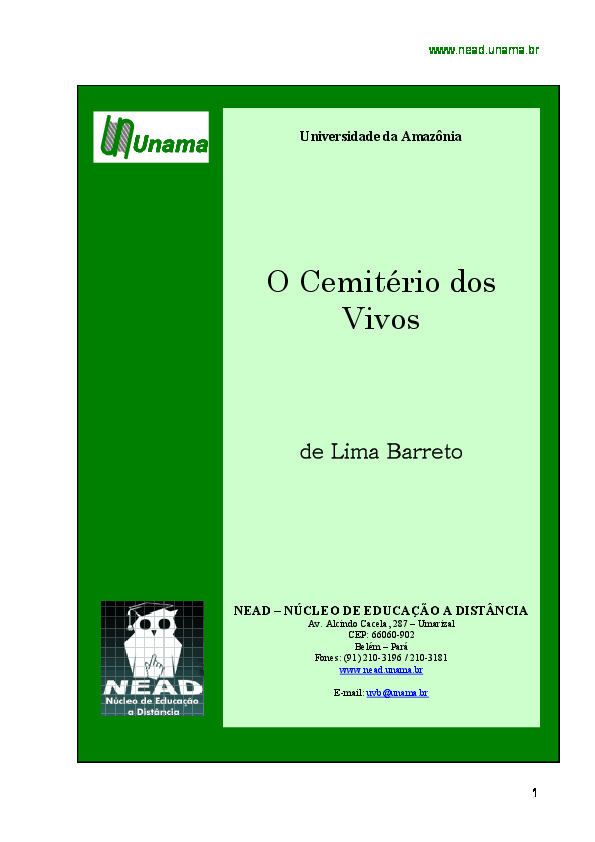 www.nead.unama.br
Unama
Universidade da Amazônia
O Cemitério dos
Vivos
de Lima Barreto
NEAD – NÚCLEO DE EDUCAÇÃO A DISTÂNCIA
Av. Alcindo Cacela, 287 – Umarizal
CEP: 66060-902
Belém – Pará
Fones: (91) 210-3196 / 210-3181
www.nead.unama.br
E-mail: uvb@unama.br
NEAD
Núcleo de Educação
a Distância
1